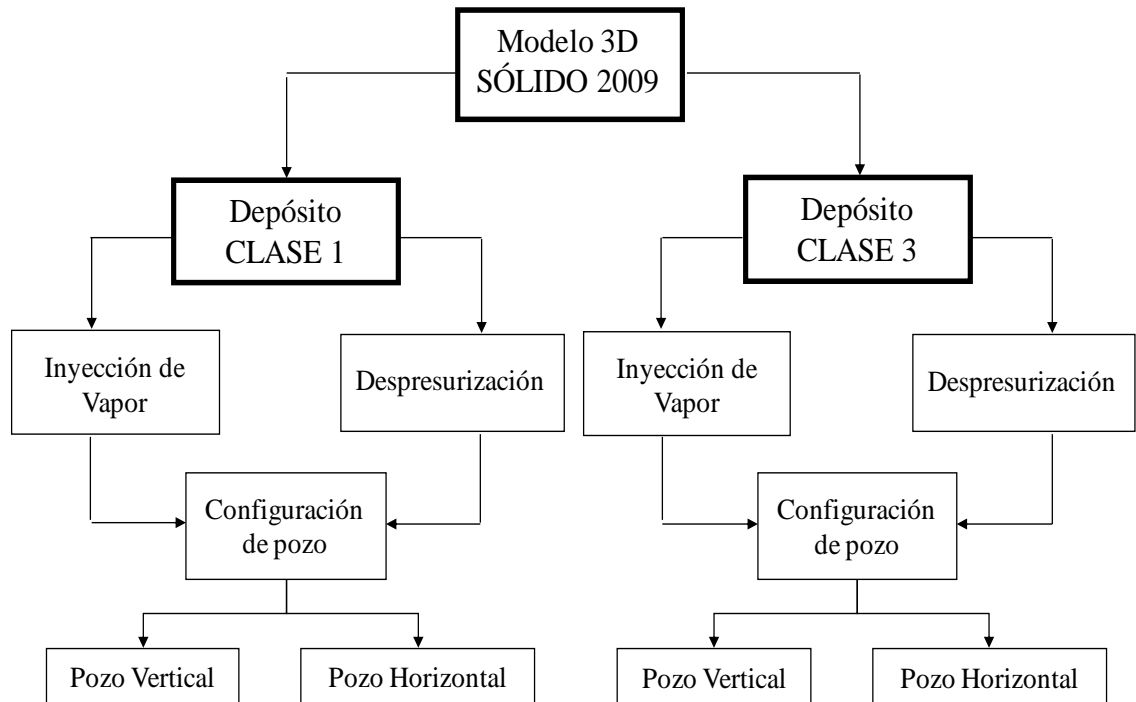 Modelo 3D
SÓLIDO 2009
Depósito
CLASE 1
Depósito
CLASE 3
Inyección de
Vapor
Despresurización
Inyección de
Vapor
Despresurización
Configuración
de pozo
Configuración
de pozo
Pozo Vertical
Pozo Horizontal
Pozo Vertical
Pozo Horizontal